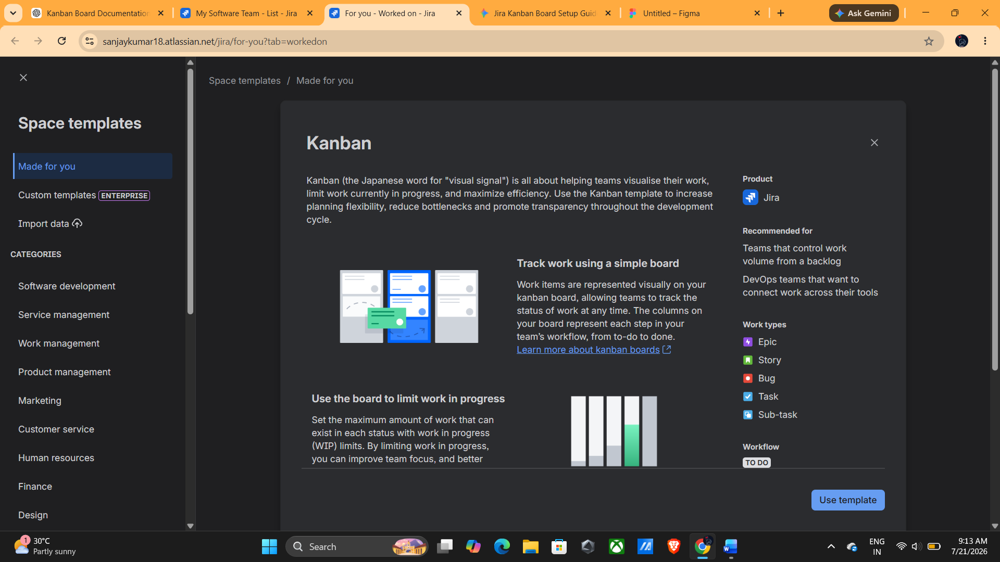 Kanban Board Documentation
My Software Team - List - Jira
For you - Worked on - Jira
Jira Kanban Board Setup Guid
Untitled – Figma
Ask Gemini
sanjaykumar18.atlassian.net/jira/for-you?tab=workedon
Space templates
Made for you
Custom templates ENTERPRISE
Import data
CATEGORIES
Software development
Service management
Work management
Product management
Marketing
Customer service
Human resources
Finance
Design
Space templates / Made for you
Kanban
Kanban (the Japanese word for "visual signal") is all about helping teams visualise their work,
limit work currently in progress, and maximize efficiency. Use the Kanban template to increase
planning flexibility, reduce bottlenecks and promote transparency throughout the development
cycle.
Track work using a simple board
Work items are represented visually on your
kanban board, allowing teams to track the
status of work at any time. The columns on
your board represent each step in your
team's workflow, from to-do to done.
Learn more about kanban boards
Use the board to limit work in progress
Set the maximum amount of work that can
exist in each status with work in progress
(WIP) limits. By limiting work in progress,
you can improve team focus, and better
Product
Jira
Recommended for
Teams that control work
volume from a backlog
DevOps teams that want to
connect work across their tools
Work types
Epic
Story
Bug
Task
Sub-task
Workflow
TO DO
Use template
1
30°C
Partly sunny
Search
ENG
IN
9:13 AM
7/21/2026